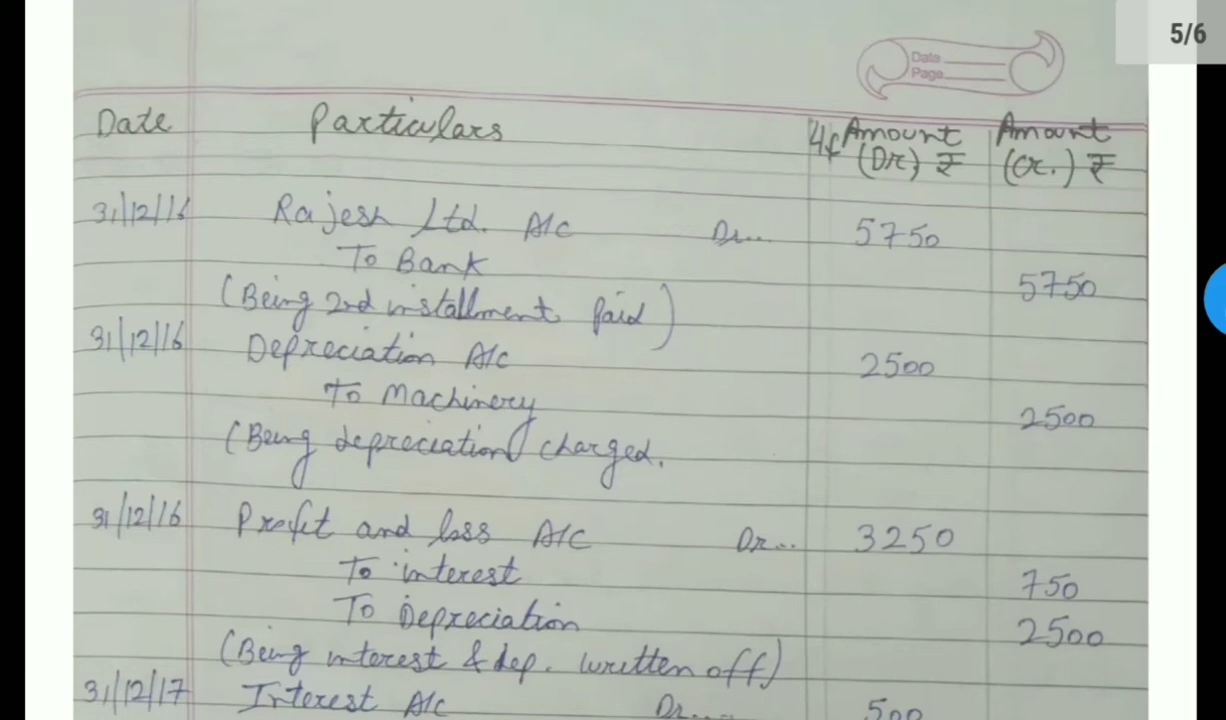 5/6
Date
Page
Date Particulars L/f Amount (Dr.) ₹ Amount (Cr.) ₹
31/12/16 Rajesh Ltd. A/c Dr... 5750
To Bank 5750
(Being 2nd installment Paid)
31/12/16 Depreciation A/c 2500
To Machinery 2500
(Being depreciation charged.
31/12/16 Profit and loss A/C Dr... 3250
To interest 750
To Depreciation 2500
(Being interest & dep. written off)
31/12/17 Interest A/c Dr.... 500